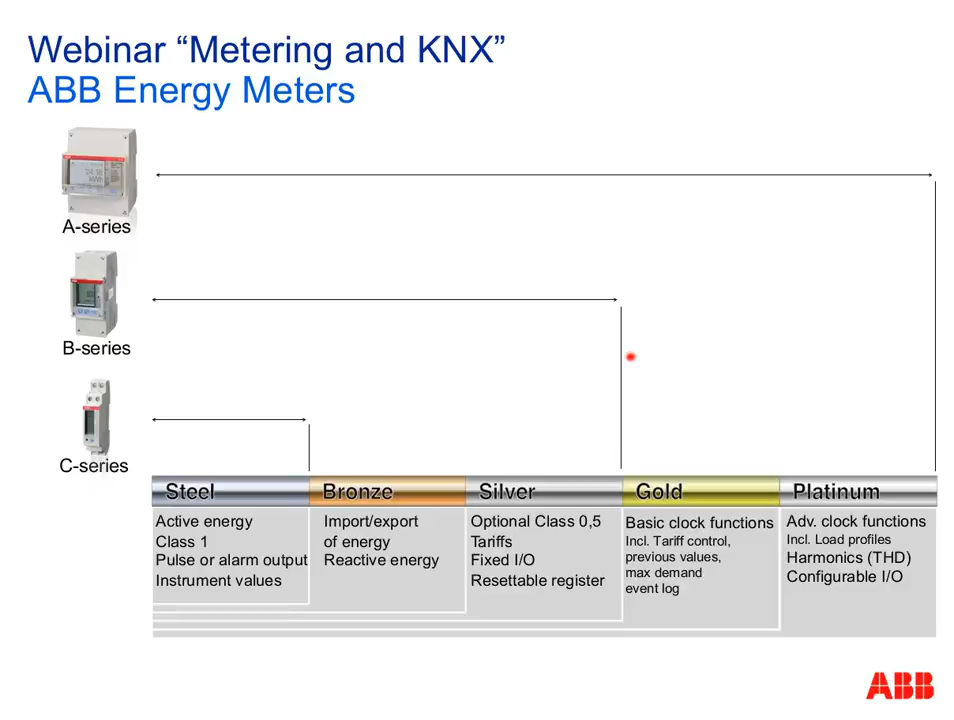 Webinar “Metering and KNX”
ABB Energy Meters
A-series
B-series
C-series
Steel
Bronze
Silver
Gold
Platinum
Active energy
Class 1
Pulse or alarm output
Instrument values
Import/export
of energy
Reactive energy
Optional Class 0,5
Tariffs
Fixed I/O
Resettable register
Basic clock functions
Incl. Tariff control,
previous values,
max demand
event log
Adv. clock functions
Incl. Load profiles
Harmonics (THD)
Configurable I/O
ABB